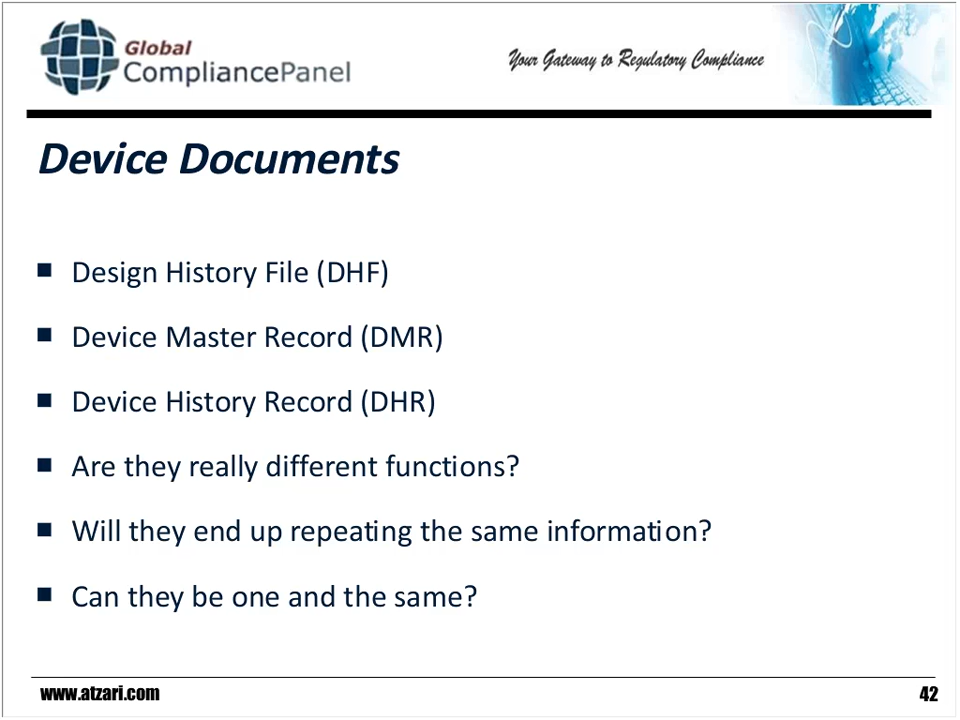 Global
CompliancePanel
Your Gateway to Regulatory Compliance
Device Documents
Design History File (DHF)
Device Master Record (DMR)
Device History Record (DHR)
Are they really different functions?
Will they end up repeating the same information?
Can they be one and the same?
www.atzari.com
42